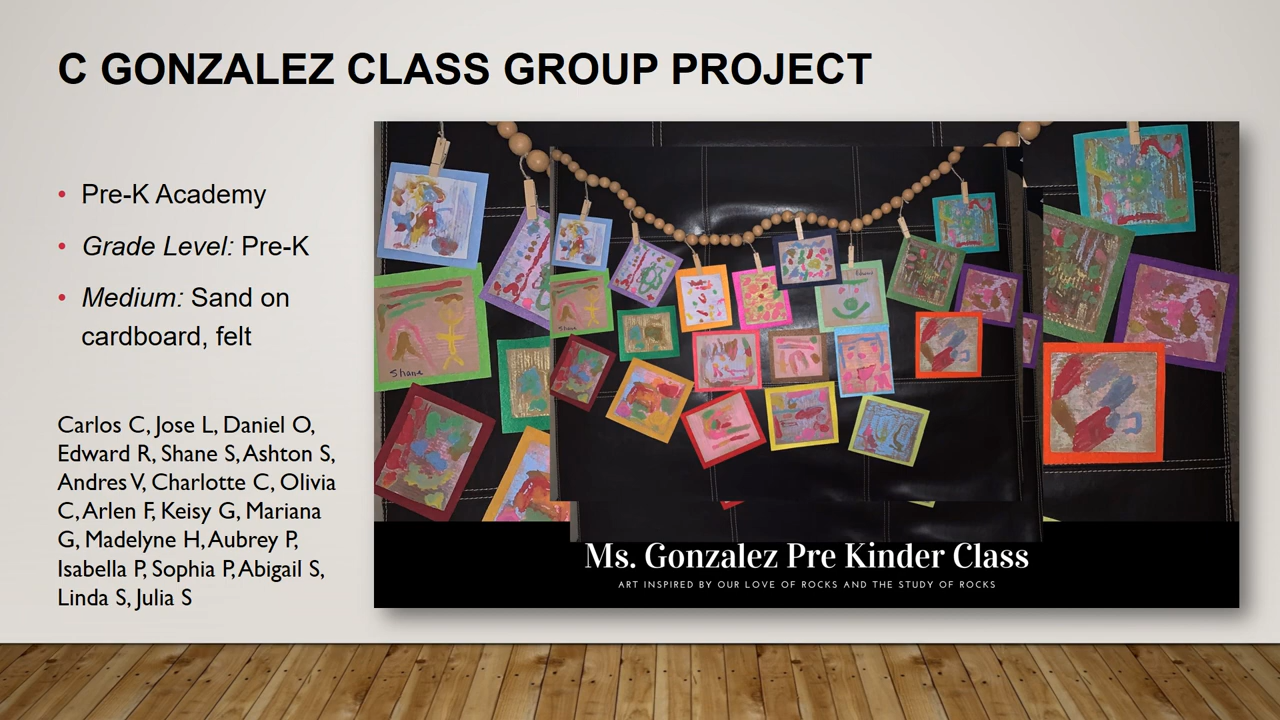 C GONZALEZ CLASS GROUP PROJECT
• Pre-K Academy
• Grade Level: Pre-K
• Medium: Sand on
cardboard, felt
Carlos C, Jose L, Daniel O,
Edward R, Shane S, Ashton S,
Andres V, Charlotte C, Olivia
C, Arlen F, Keisy G, Mariana
G, Madelyne H, Aubrey P,
Isabella P, Sophia P, Abigail S,
Linda S, Julia S
Shane
Shane
Ms. Gonzalez Pre Kinder Class
ART INSPIRED BY OUR LOVE OF ROCKS AND THE STUDY OF ROCKS